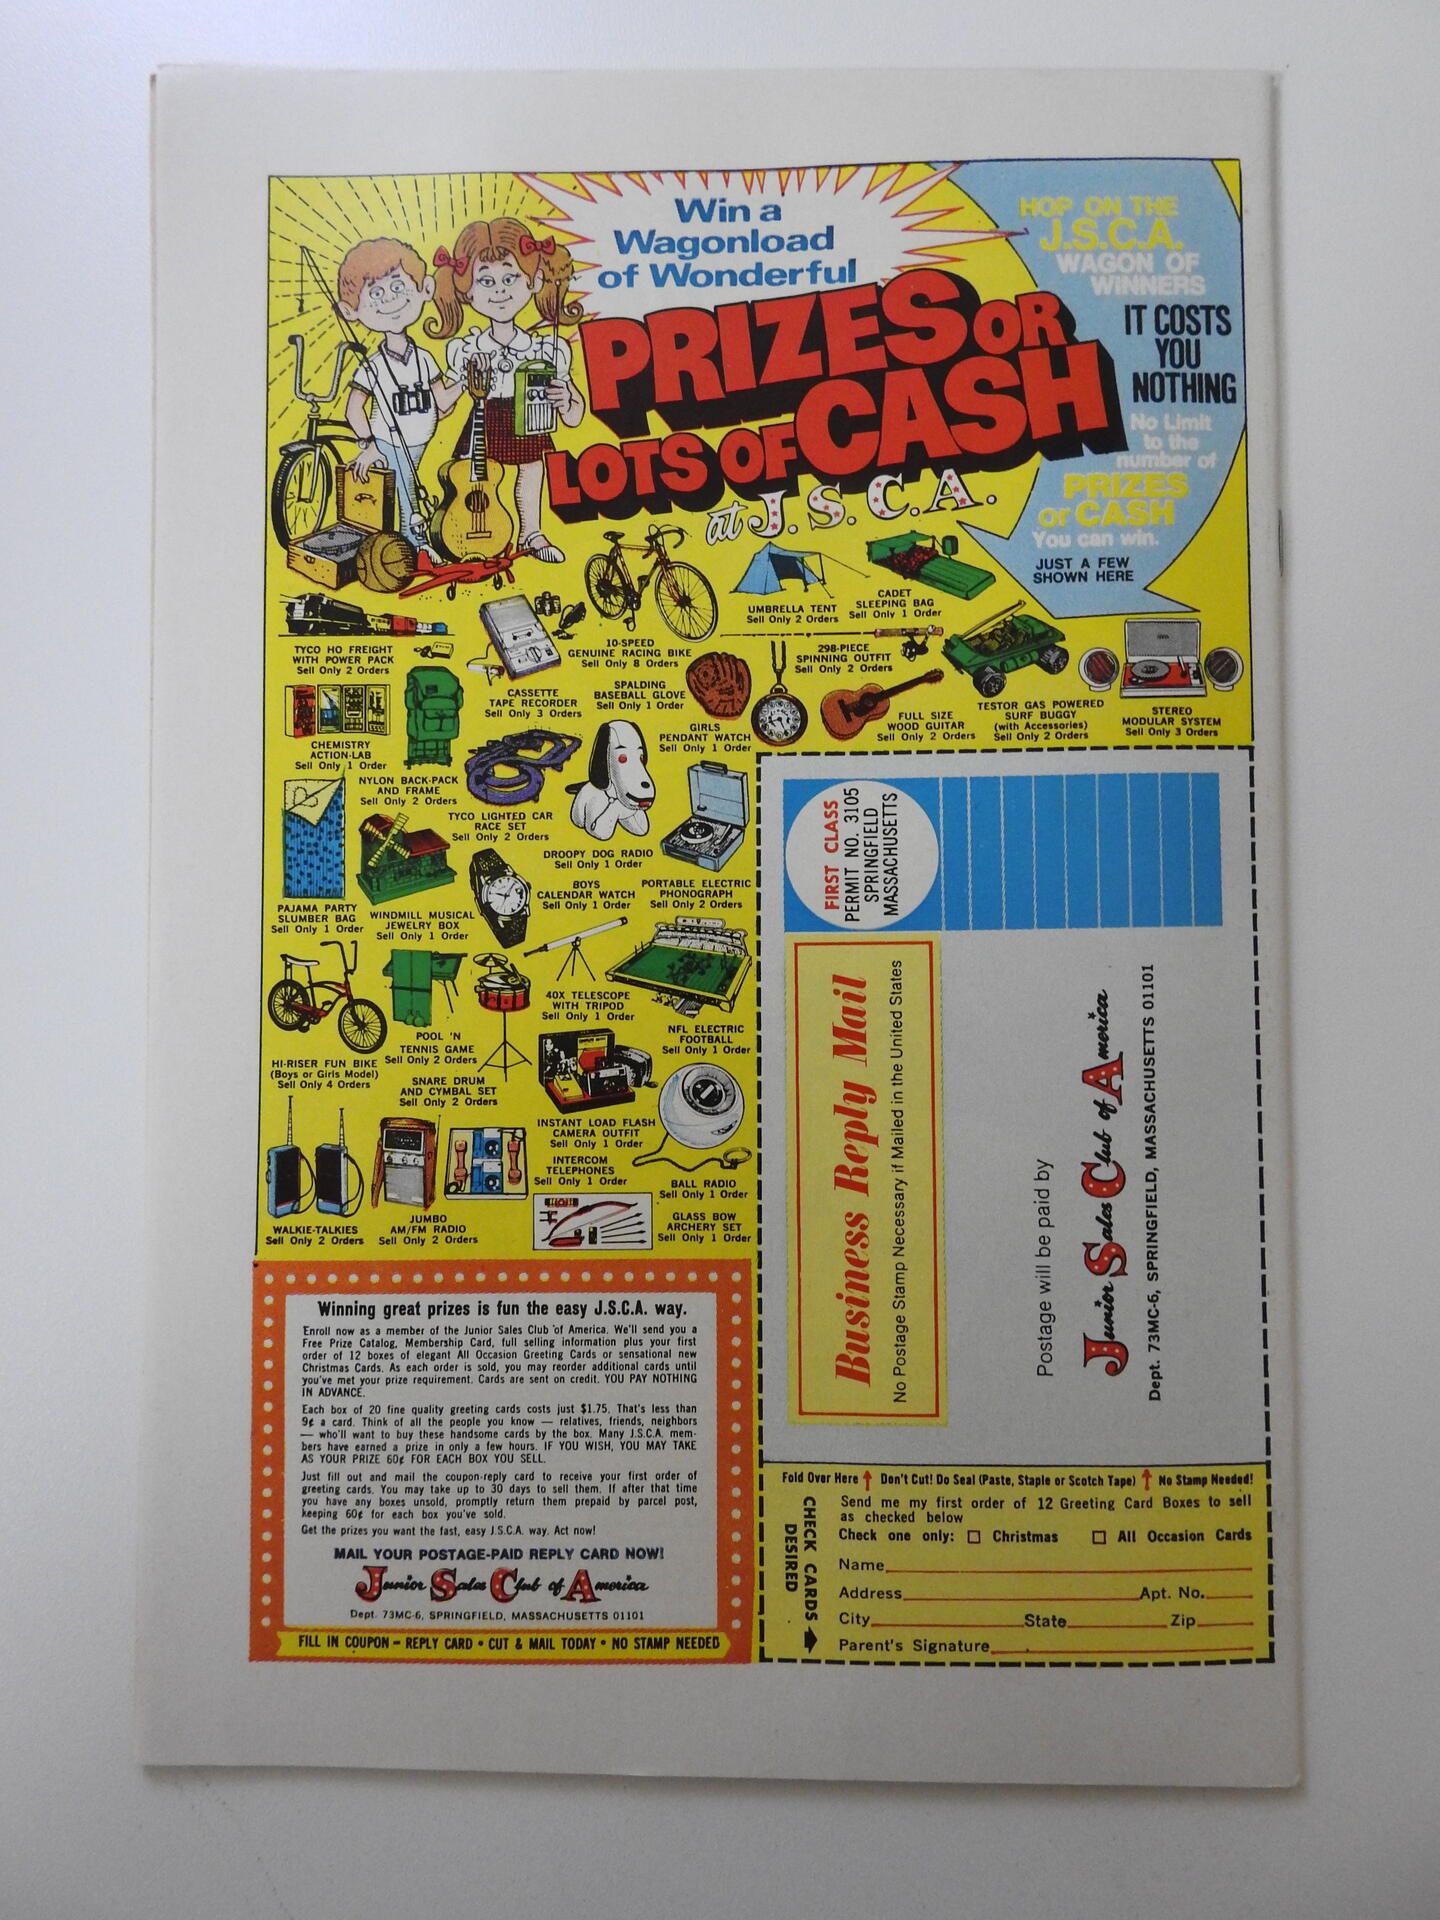 Win a
Wagonload
of Wonderful
PRIZES OR
LOTS OF CASH
at J.S.C.A.
HOP ON THE
J.S.C.A.
WAGON OF
WINNERS
IT COSTS
YOU
NOTHING
No Limit
to the
number of
PRIZES
or CASH
You can win.
JUST A FEW
SHOWN HERE
UMBRELLA TENT
Sell Only 2 Orders
CADET
SLEEPING BAG
Sell Only 1 Order
TYCO HO FREIGHT
WITH POWER PACK
Sell Only 2 Orders
10-SPEED
GENUINE RACING BIKE
Sell Only 8 Orders
298-PIECE
SPINNING OUTFIT
Sell Only 2 Orders
CASSETTE
TAPE RECORDER
Sell Only 3 Orders
SPALDING
BASEBALL GLOVE
Sell Only 1 Order
GIRLS
PENDANT WATCH
Sell Only 1 Order
FULL SIZE
WOOD GUITAR
Sell Only 2 Orders
TESTOR GAS POWERED
SURF BUGGY
(with Accessories)
Sell Only 2 Orders
STEREO
MODULAR SYSTEM
Sell Only 3 Orders
CHEMISTRY
ACTION-LAB
Sell Only 1 Order
NYLON BACK-PACK
AND FRAME
Sell Only 2 Orders
TYCO LIGHTED CAR
RACE SET
Sell Only 2 Orders
DROOPY DOG RADIO
Sell Only 1 Order
PAJAMA PARTY
SLUMBER BAG
Sell Only 1 Order
WINDMILL MUSICAL
JEWELRY BOX
Sell Only 1 Order
BOYS
CALENDAR WATCH
Sell Only 1 Order
PORTABLE ELECTRIC
PHONOGRAPH
Sell Only 2 Orders
40X TELESCOPE
WITH TRIPOD
Sell Only 1 Order
NFL ELECTRIC
FOOTBALL
Sell Only 1 Order
HI-RISER FUN BIKE
(Boys or Girls Model)
Sell Only 4 Orders
POOL 'N
TENNIS GAME
Sell Only 2 Orders
SNARE DRUM
AND CYMBAL SET
Sell Only 2 Orders
INSTANT LOAD FLASH
CAMERA OUTFIT
Sell Only 1 Order
INTERCOM
TELEPHONES
Sell Only 1 Order
BALL RADIO
Sell Only 1 Order
WALKIE-TALKIES
Sell Only 2 Orders
JUMBO
AM/FM RADIO
Sell Only 2 Orders
GLASS BOW
ARCHERY SET
Sell Only 1 Order
FIRST CLASS
PERMIT NO. 3105
SPRINGFIELD
MASSACHUSETTS
Business Reply Mail
No Postage Stamp Necessary if Mailed in the United States
Postage will be paid by
Junior Sales Club of America
Dept. 73MC-6, SPRINGFIELD, MASSACHUSETTS 01101
Winning great prizes is fun the easy J.S.C.A. way.
Enroll now as a member of the Junior Sales Club of America. We'll send you a
Free Prize Catalog, Membership Card, full selling information plus your first
order of 12 boxes of elegant All Occasion Greeting Cards or sensational new
Christmas Cards. As each order is sold, you may reorder additional cards until
you've met your prize requirement. Cards are sent on credit. YOU PAY NOTHING
IN ADVANCE.
Each box of 20 fine quality greeting cards costs just $1.75. That's less than
9¢ a card. Think of all the people you know — relatives, friends, neighbors
— who'll want to buy these handsome cards by the box. Many J.S.C.A. mem-
bers have earned a prize in only a few hours. IF YOU WISH, YOU MAY TAKE
AS YOUR PRIZE 60¢ FOR EACH BOX YOU SELL.
Just fill out and mail the coupon-reply card to receive your first order of
greeting cards. You may take up to 30 days to sell them. If after that time
you have any boxes unsold, promptly return them prepaid by parcel post,
keeping 60¢ for each box you've sold.
Get the prizes you want the fast, easy J.S.C.A. way. Act now!
MAIL YOUR POSTAGE-PAID REPLY CARD NOW!
Junior Sales Club of America
Dept. 73MC-6, SPRINGFIELD, MASSACHUSETTS 01101
FILL IN COUPON – REPLY CARD • CUT & MAIL TODAY • NO STAMP NEEDED
Fold Over Here ↑ Don't Cut! Do Seal (Paste, Staple or Scotch Tape) ↑ No Stamp Needed!
CHECK CARDS
DESIRED
Send me my first order of 12 Greeting Card Boxes to sell
as checked below
Check one only: □ Christmas □ All Occasion Cards
Name
Address Apt. No.
City State Zip
Parent's Signature